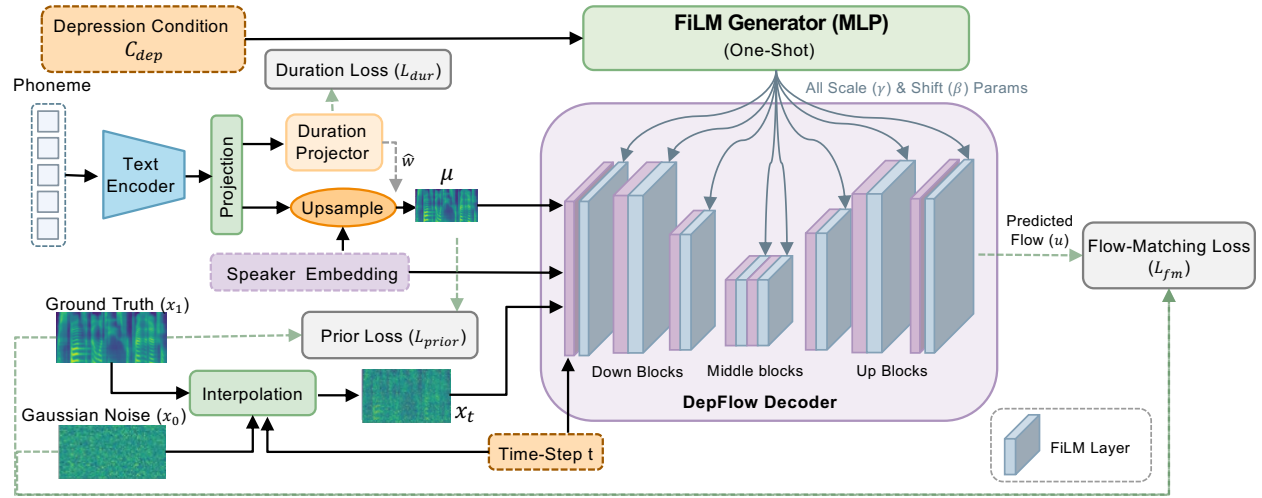 Depression Condition
C_dep
FiLM Generator (MLP)
(One-Shot)
Phoneme
Duration Loss (L_dur)
All Scale (γ) & Shift (β) Params
Text
Encoder
Projection
Duration
Projector
ŵ
μ
Upsample
Speaker Embedding
Predicted
Flow (u)
Flow-Matching Loss
(L_fm)
Ground Truth (x₁)
Prior Loss (L_prior)
Interpolation
x_t
Down Blocks
Middle blocks
Up Blocks
DepFlow Decoder
Gaussian Noise (x₀)
Time-Step t
FiLM Layer